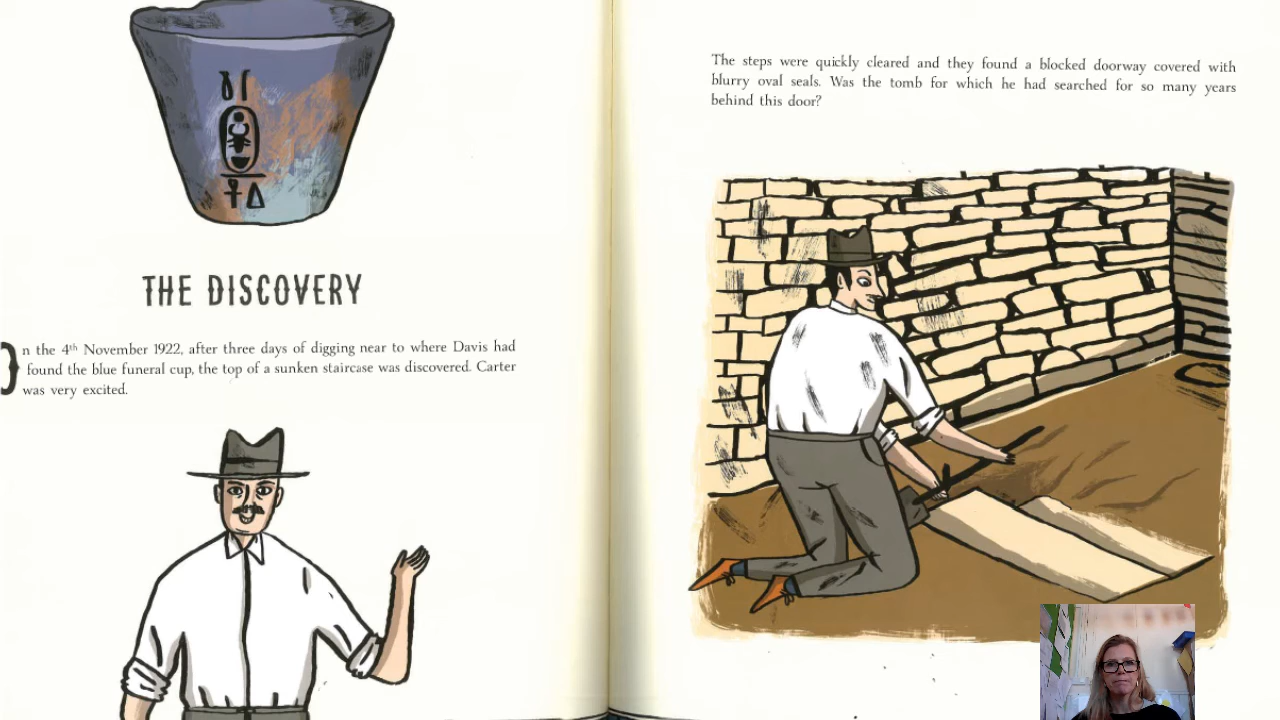 THE DISCOVERY
On the 4th November 1922, after three days of digging near to where Davis had
found the blue funeral cup, the top of a sunken staircase was discovered. Carter
was very excited.
The steps were quickly cleared and they found a blocked doorway covered with
blurry oval seals. Was the tomb for which he had searched for so many years
behind this door?